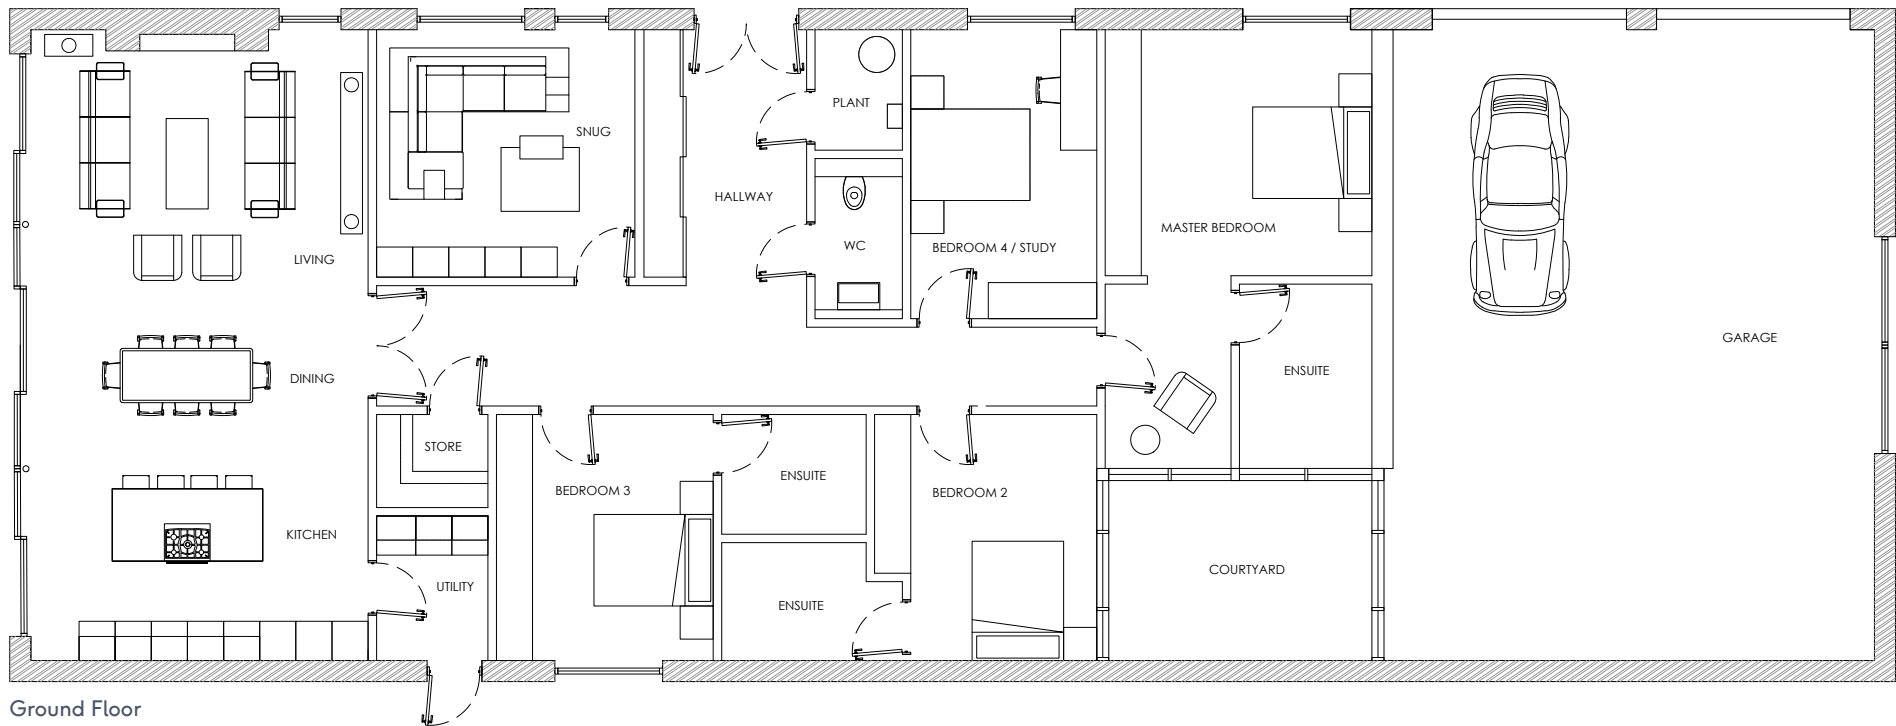 PLANT
SNUG
HALLWAY
MASTER BEDROOM
WC
BEDROOM 4 / STUDY
LIVING
GARAGE
ENSUITE
DINING
STORE
ENSUITE
BEDROOM 3
BEDROOM 2
KITCHEN
COURTYARD
UTILITY
ENSUITE
Ground Floor